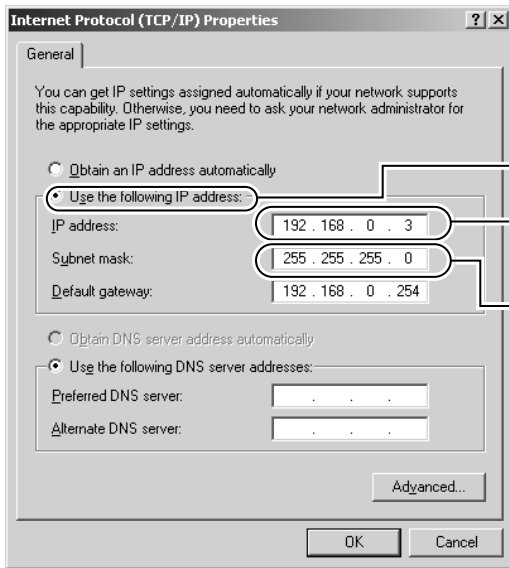 Internet Protocol (TCP/IP) Properties
General
You can get IP settings assigned automatically if your network supports
this capability. Otherwise, you need to ask your network administrator for
the appropriate IP settings.
Obtain an IP address automatically
Use the following IP address:
IP address: 192 . 168 . 0 . 3
Subnet mask: 255 . 255 . 255 . 0
Default gateway: 192 . 168 . 0 . 254
Obtain DNS server address automatically
Use the following DNS server addresses:
Preferred DNS server: . . .
Alternate DNS server: . . .
Advanced...
OK Cancel